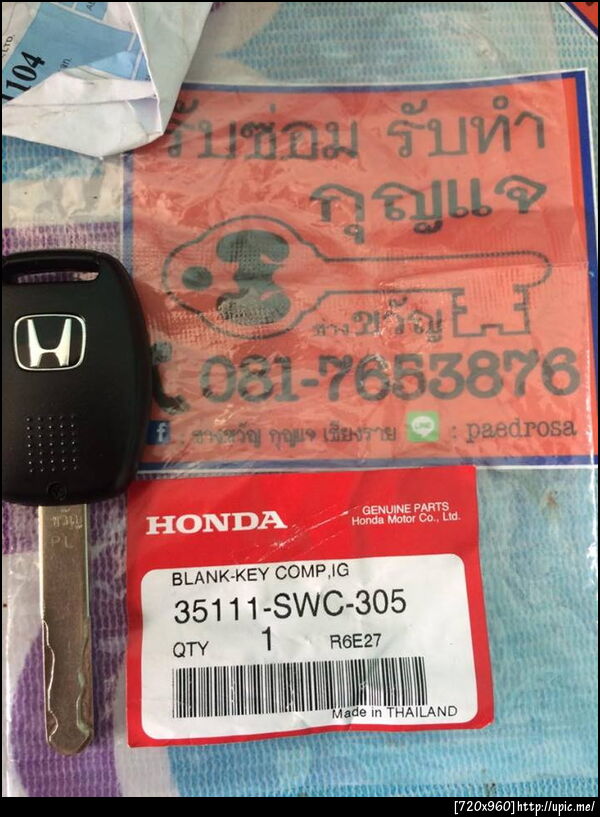 LTD.
1104
รับซ่อม รับทำ
กุญแจ
ช่างขวัญ
081-7653876
f : ช่างขวัญ กุญแจ เชียงราย LINE : paedrosa
PL
HONDA
GENUINE PARTS
Honda Motor Co., Ltd.
BLANK-KEY COMP,IG
35111-SWC-305
QTY 1 R6E27
Made in THAILAND
[720x960]http://upic.me/